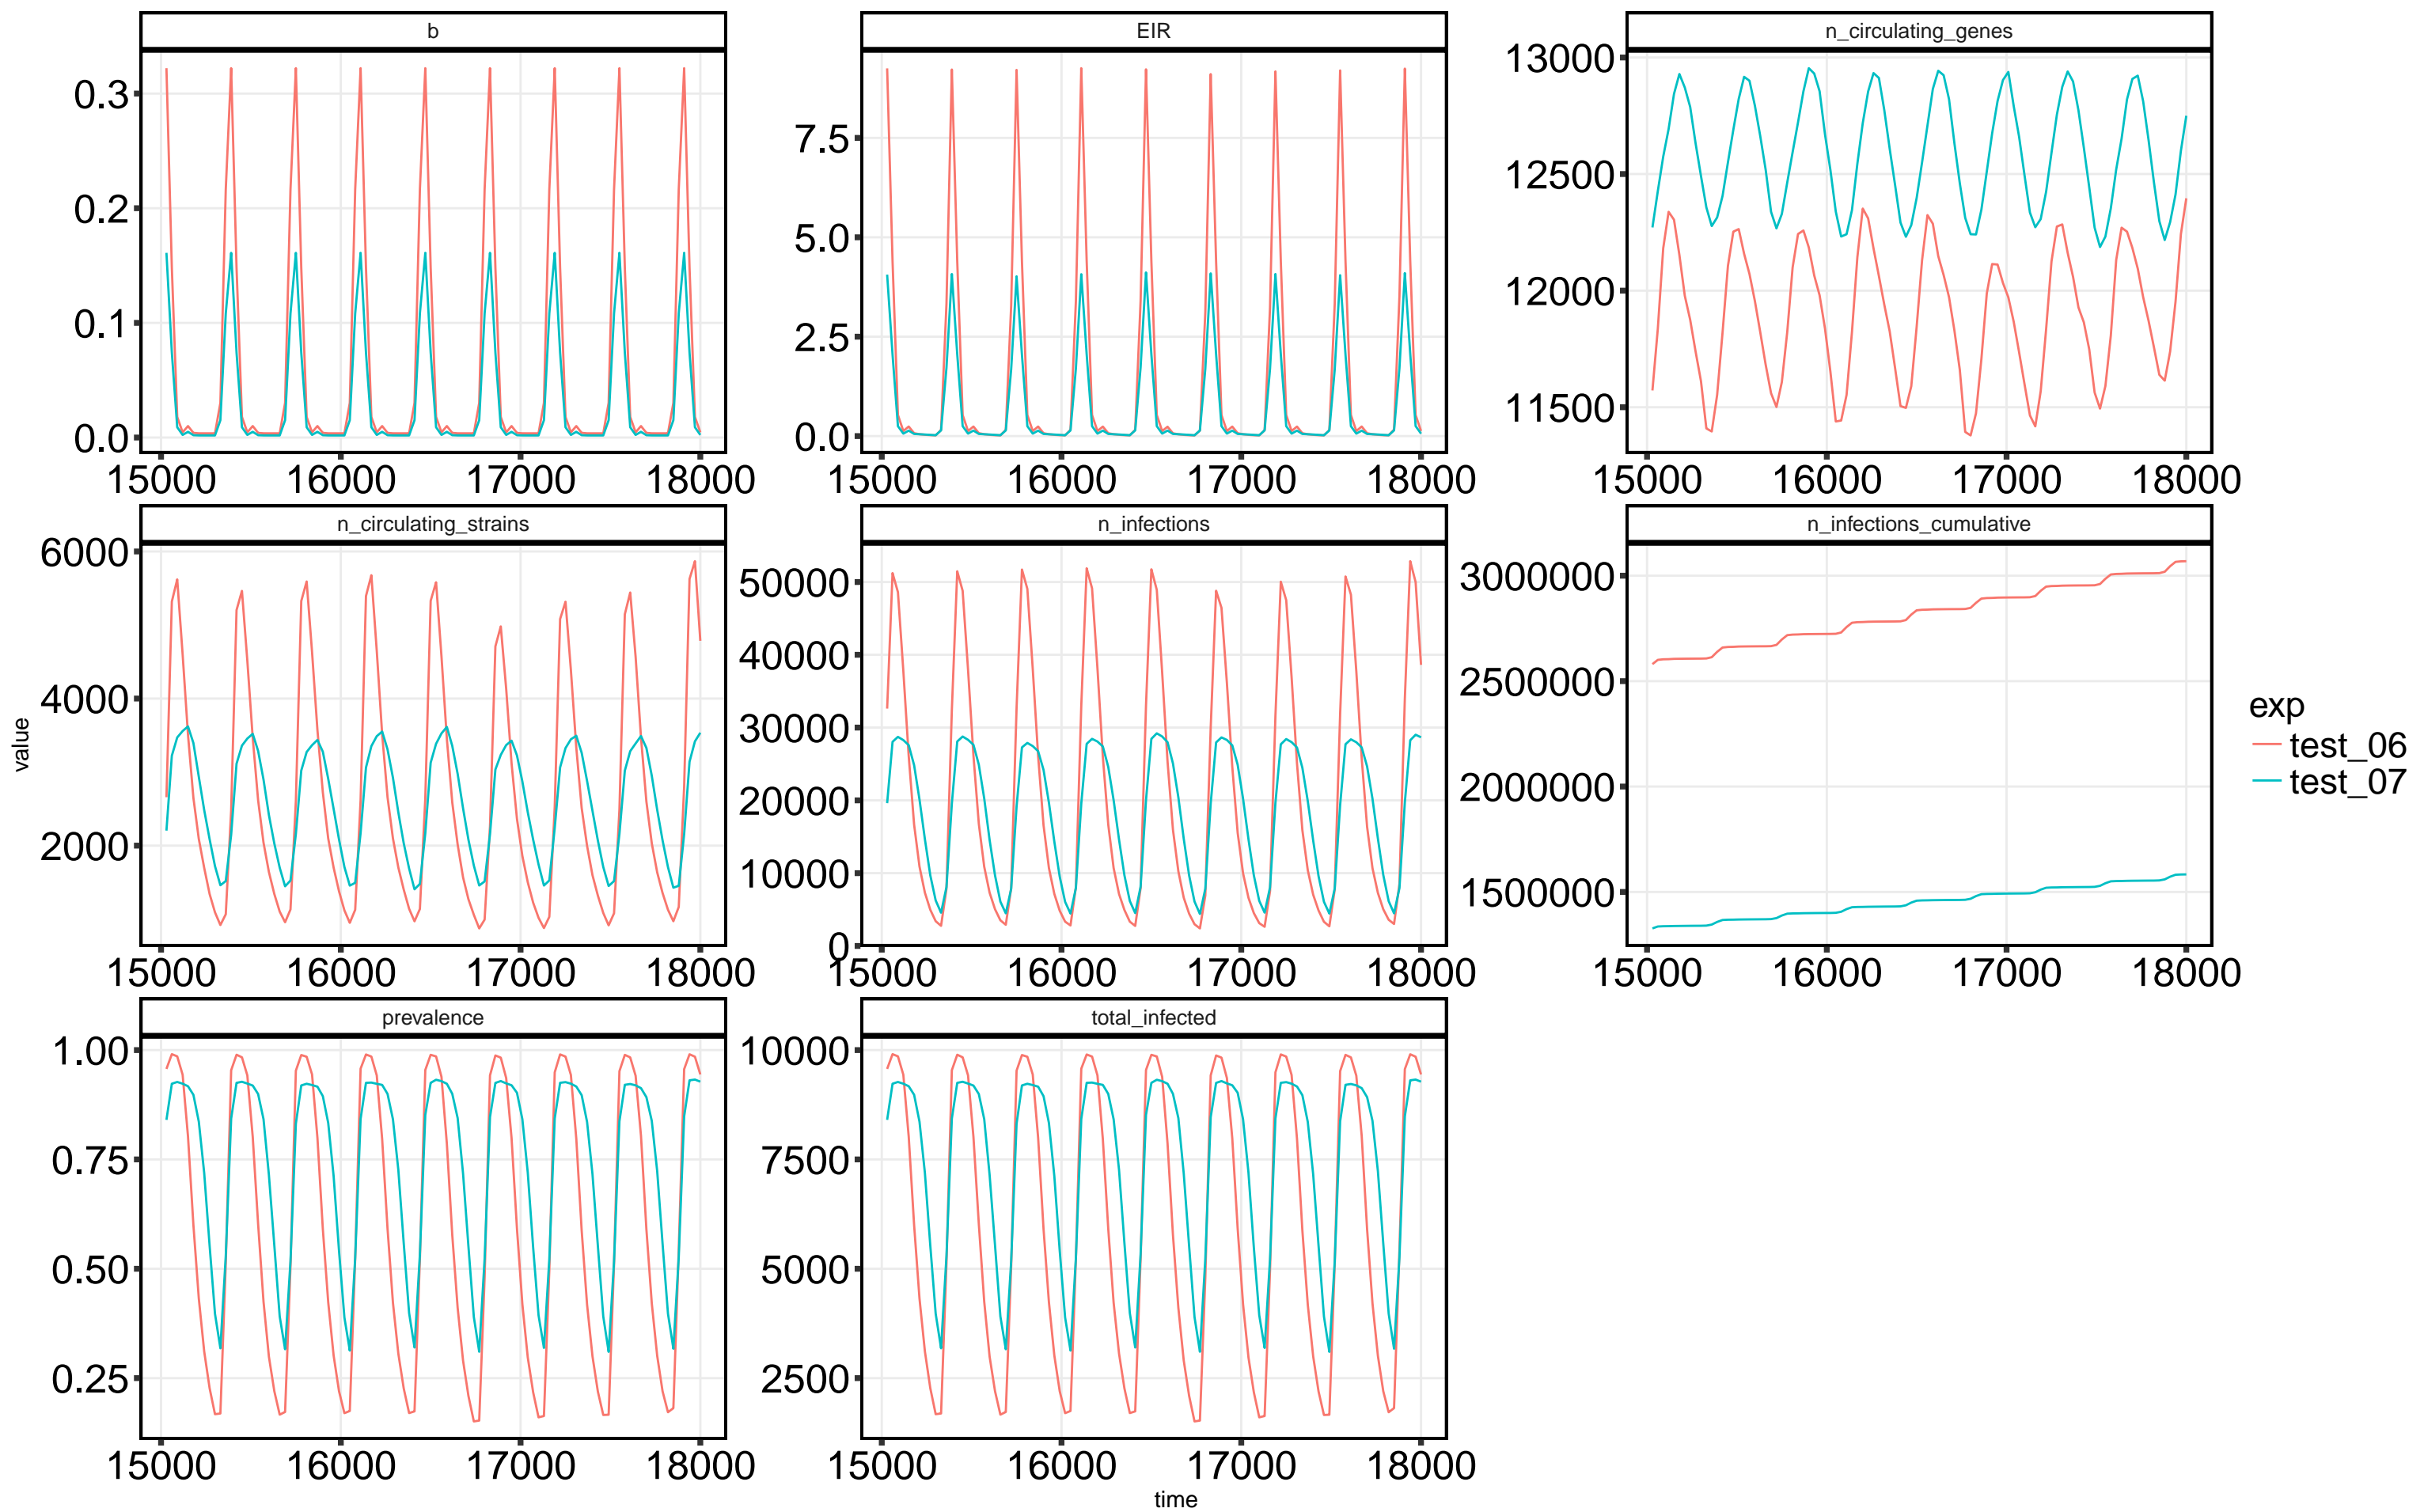 b
EIR
n_circulating_genes
0.3
0.2
0.1
0.0
7.5
5.0
2.5
0.0
13000
12500
12000
11500
15000 16000 17000 18000
15000 16000 17000 18000
15000 16000 17000 18000
n_circulating_strains
n_infections
n_infections_cumulative
6000
4000
2000
50000
40000
30000
20000
10000
0
3000000
2500000
2000000
1500000
15000 16000 17000 18000
15000 16000 17000 18000
15000 16000 17000 18000
prevalence
total_infected
1.00
0.75
0.50
0.25
10000
7500
5000
2500
15000 16000 17000 18000
15000 16000 17000 18000
value
time
exp
test_06
test_07